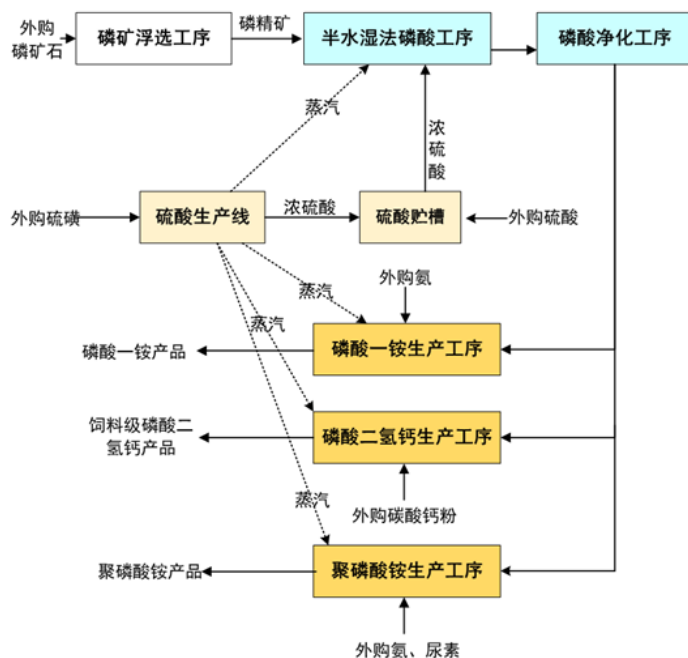 外购
磷矿石
磷矿浮选工序
磷精矿
半水湿法磷酸工序
磷酸净化工序
蒸汽
浓
硫
酸
外购硫磺
硫酸生产线
浓硫酸
硫酸贮槽
外购硫酸
蒸汽
外购氨
蒸汽
磷酸一铵产品
磷酸一铵生产工序
饲料级磷酸二
氢钙产品
磷酸二氢钙生产工序
蒸汽
外购碳酸钙粉
聚磷酸铵产品
聚磷酸铵生产工序
外购氨、尿素